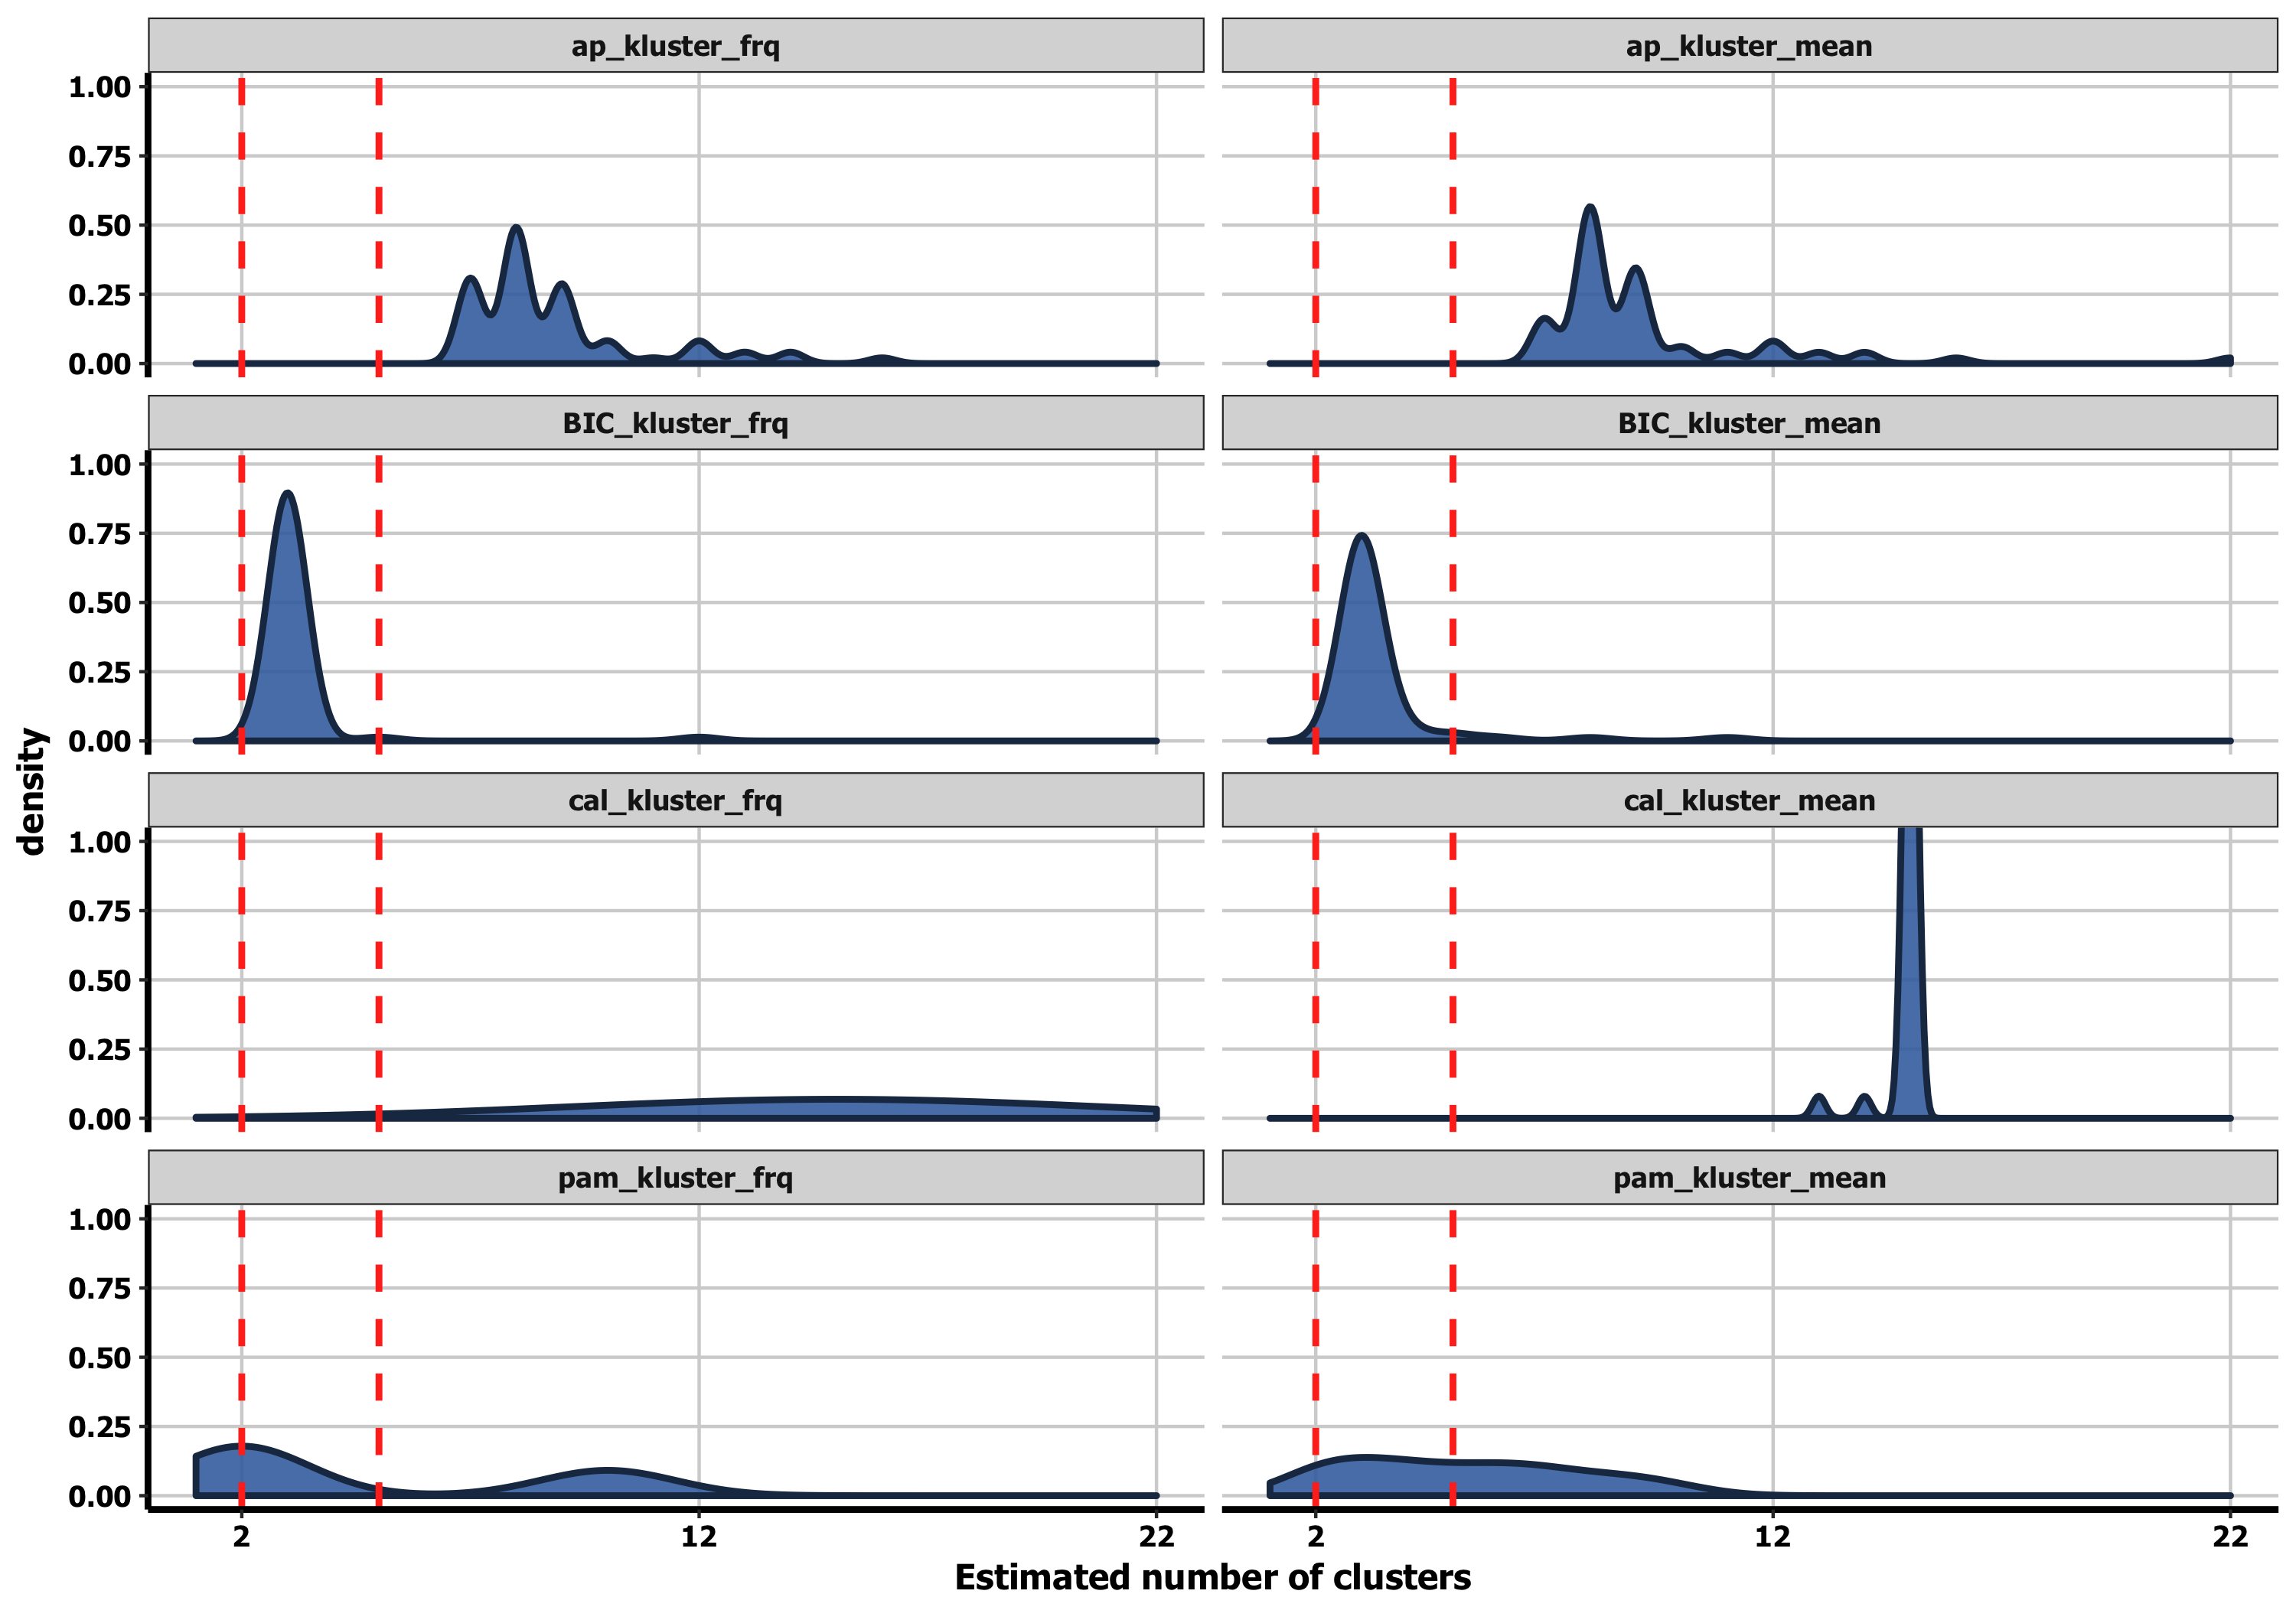 ap_kluster_frq
ap_kluster_mean
1.00
0.75
0.50
0.25
0.00
BIC_kluster_frq
BIC_kluster_mean
1.00
0.75
0.50
0.25
0.00
cal_kluster_frq
cal_kluster_mean
1.00
0.75
0.50
0.25
0.00
pam_kluster_frq
pam_kluster_mean
1.00
0.75
0.50
0.25
0.00
density
2 12 22 2 12 22
Estimated number of clusters